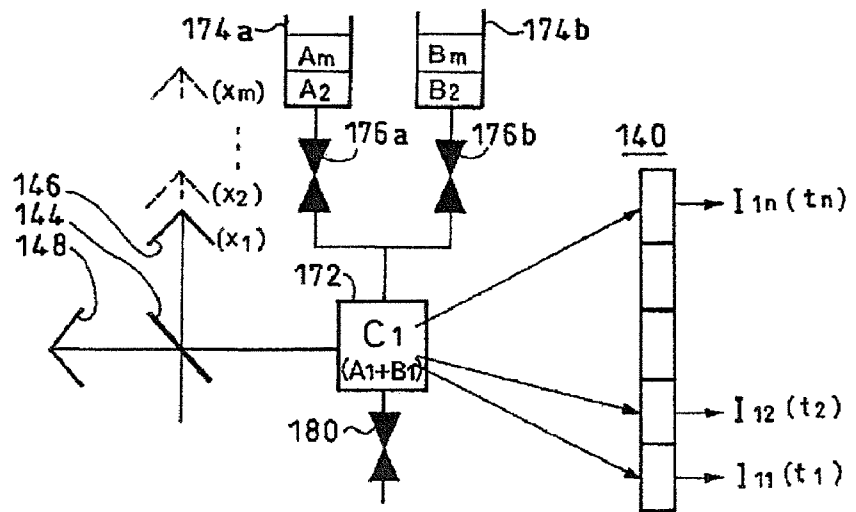 174a
174b
Am
A2
Bm
B2
(xm)
176a
176b
140
146
144
148
(x2)
(x1)
I1n(tn)
172
C1
(A1+B1)
180
I12(t2)
I11(t1)